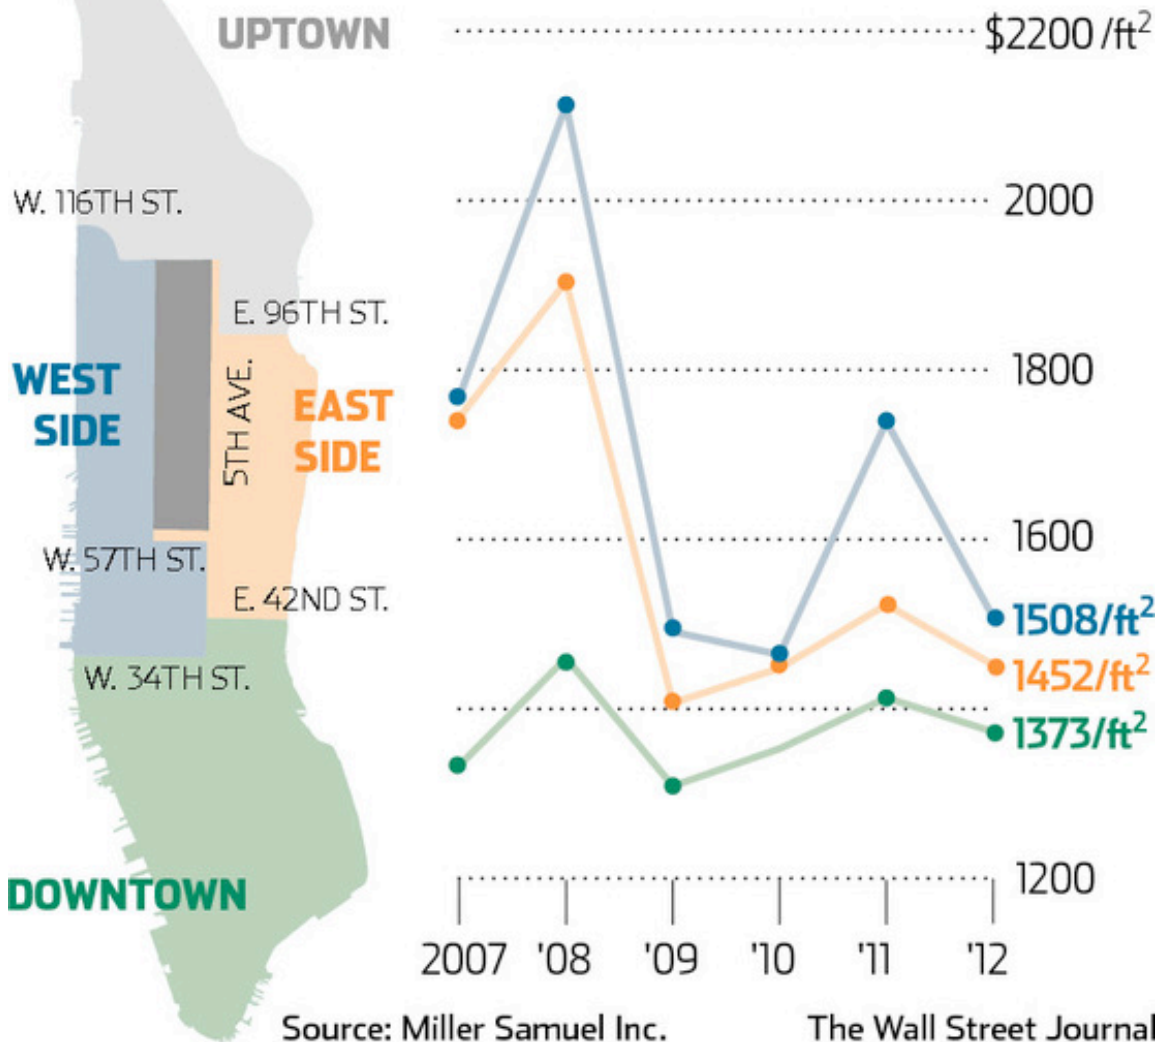 UPTOWN
$2200/ft²
W. 116TH ST.
2000
E. 96TH ST.
1800
WEST
SIDE
5TH AVE.
EAST
SIDE
1600
W. 57TH ST.
E. 42ND ST.
1508/ft²
1452/ft²
W. 34TH ST.
1373/ft²
DOWNTOWN
1200
2007 '08 '09 '10 '11 '12
Source: Miller Samuel Inc. The Wall Street Journal